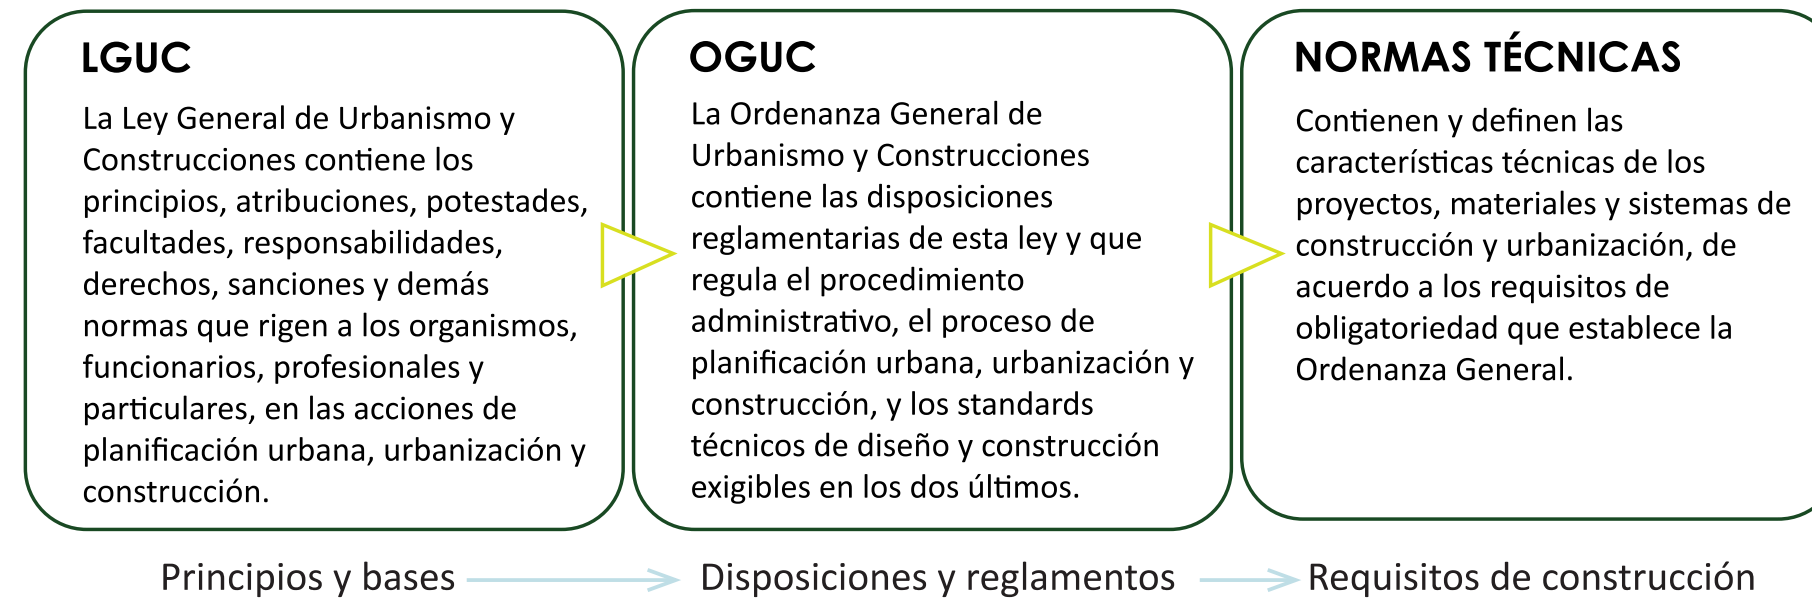 LGUC
La Ley General de Urbanismo y
Construcciones contiene los
principios, atribuciones, potestades,
facultades, responsabilidades,
derechos, sanciones y demás
normas que rigen a los organismos,
funcionarios, profesionales y
particulares, en las acciones de
planificación urbana, urbanización y
construcción.
OGUC
La Ordenanza General de
Urbanismo y Construcciones
contiene las disposiciones
reglamentarias de esta ley y que
regula el procedimiento
administrativo, el proceso de
planificación urbana, urbanización y
construcción, y los standards
técnicos de diseño y construcción
exigibles en los dos últimos.
NORMAS TÉCNICAS
Contienen y definen las
características técnicas de los
proyectos, materiales y sistemas de
construcción y urbanización, de
acuerdo a los requisitos de
obligatoriedad que establece la
Ordenanza General.
Principios y bases
Disposiciones y reglamentos
Requisitos de construcción